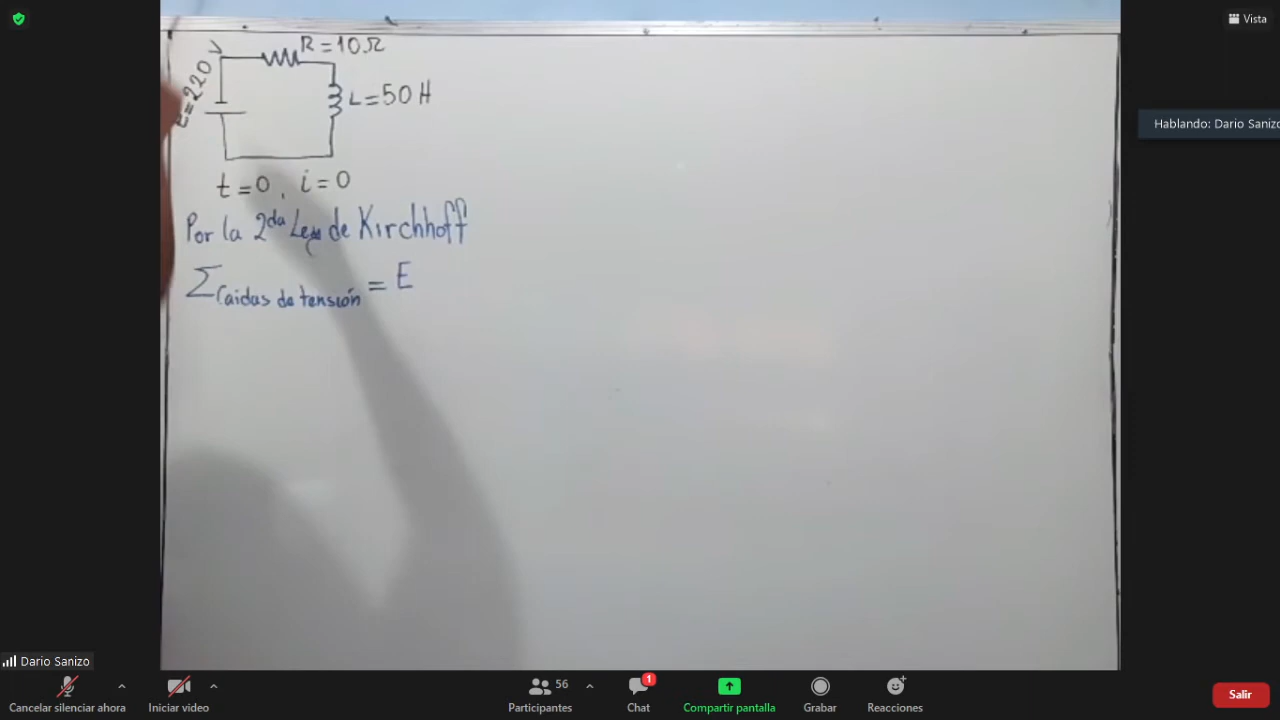 Vista
R = 10 Ω
E = 220
L = 50 H
Hablando: Dario Sanizo
t = 0 , i = 0
Por la 2da Ley de Kirchhoff
Σ Caidas de tensión = E
Dario Sanizo
Cancelar silenciar ahora
Iniciar video
56
Participantes
1
Chat
Compartir pantalla
Grabar
Reacciones
Salir